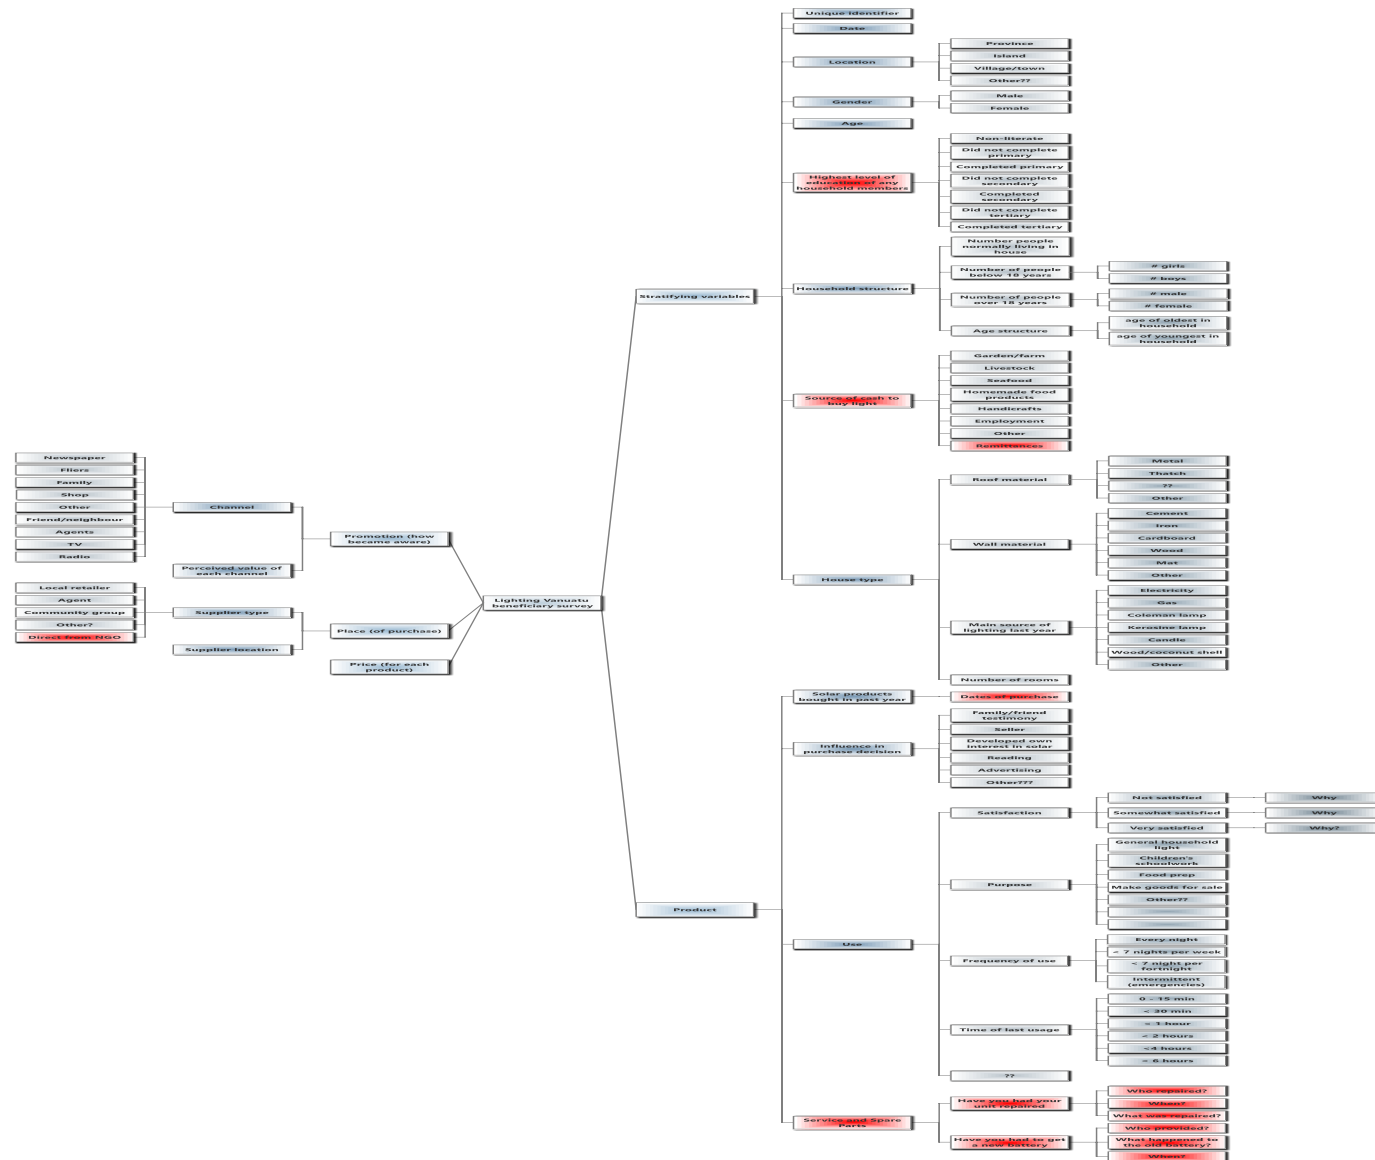 Unique identifier
Date
Location
Province
Island
Village/town
Other??
Gender
Male
Female
Age
Highest level of
education of any
household members
Non-literate
Did not complete
primary
Completed primary
Did not complete
secondary
Completed
secondary
Did not complete
tertiary
Completed tertiary
Stratifying variables
Household structure
Number people
normally living in
house
Number of people
below 18 years
# girls
# boys
Number of people
over 18 years
# male
# female
Age structure
age of oldest in
household
age of youngest in
household
Source of cash to
buy light
Garden/farm
Livestock
Seafood
Homemade food
products
Handicrafts
Employment
Other
Remittances
House type
Roof material
Metal
Thatch
??
Other
Wall material
Cement
Iron
Cardboard
Wood
Mat
Other
Main source of
lighting last year
Electricity
Gas
Coleman lamp
Kerosine lamp
Candle
Wood/coconut shell
Other
Number of rooms
Newspaper
Fliers
Family
Shop
Other
Friend/neighbour
Agents
TV
Radio
Channel
Perceived value of
each channel
Promotion (how
became aware)
Lighting Vanuatu
beneficiary survey
Local retailer
Agent
Community group
Other?
Direct from NGO
Supplier type
Supplier location
Place (of purchase)
Price (for each
product)
Product
Solar products
bought in past year
Dates of purchase
Influence in
purchase decision
Family/friend
testimony
Seller
Developed own
interest in solar
Reading
Advertising
Other???
Use
Satisfaction
Not satisfied
Why
Somewhat satisfied
Why
Very satisfied
Why?
Purpose
General household
light
Children's
schoolwork
Food prep
Make goods for sale
Other??
Frequency of use
Every night
< 7 nights per week
< 7 night per
fortnight
Intermittent
(emergencies)
Time of last usage
0 - 15 min
< 30 min
< 1 hour
< 2 hours
<4 hours
< 6 hours
??
Service and Spare
Parts
Have you had your
unit repaired
Who repaired?
When?
What was repaired?
Have you had to get
a new battery
Who provided?
What happened to
the old battery?
When?